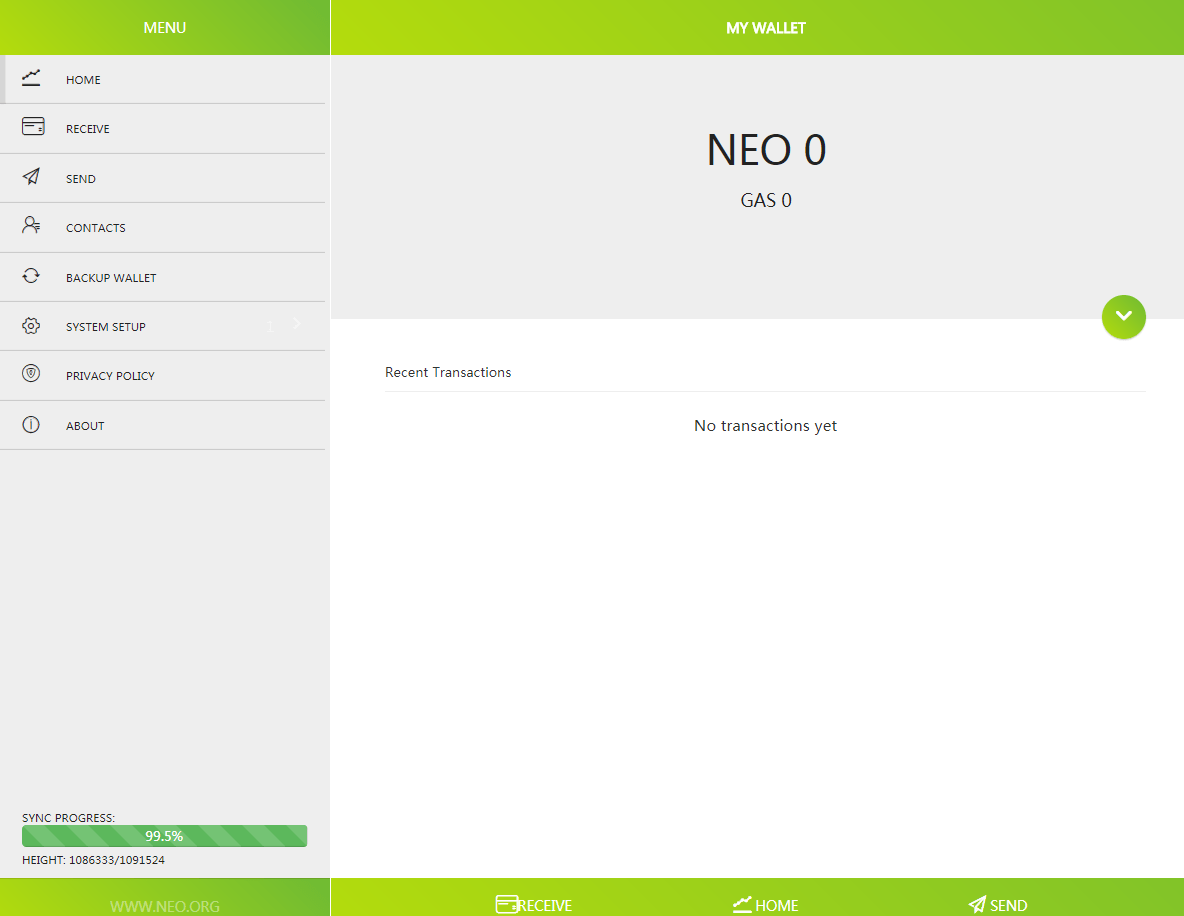 MENU
HOME
RECEIVE
SEND
CONTACTS
BACKUP WALLET
SYSTEM SETUP
PRIVACY POLICY
ABOUT
SYNC PROGRESS:
99.5%
HEIGHT: 1086333/1091524
WWW.NEO.ORG
MY WALLET
NEO 0
GAS 0
Recent Transactions
No transactions yet
RECEIVE
HOME
SEND